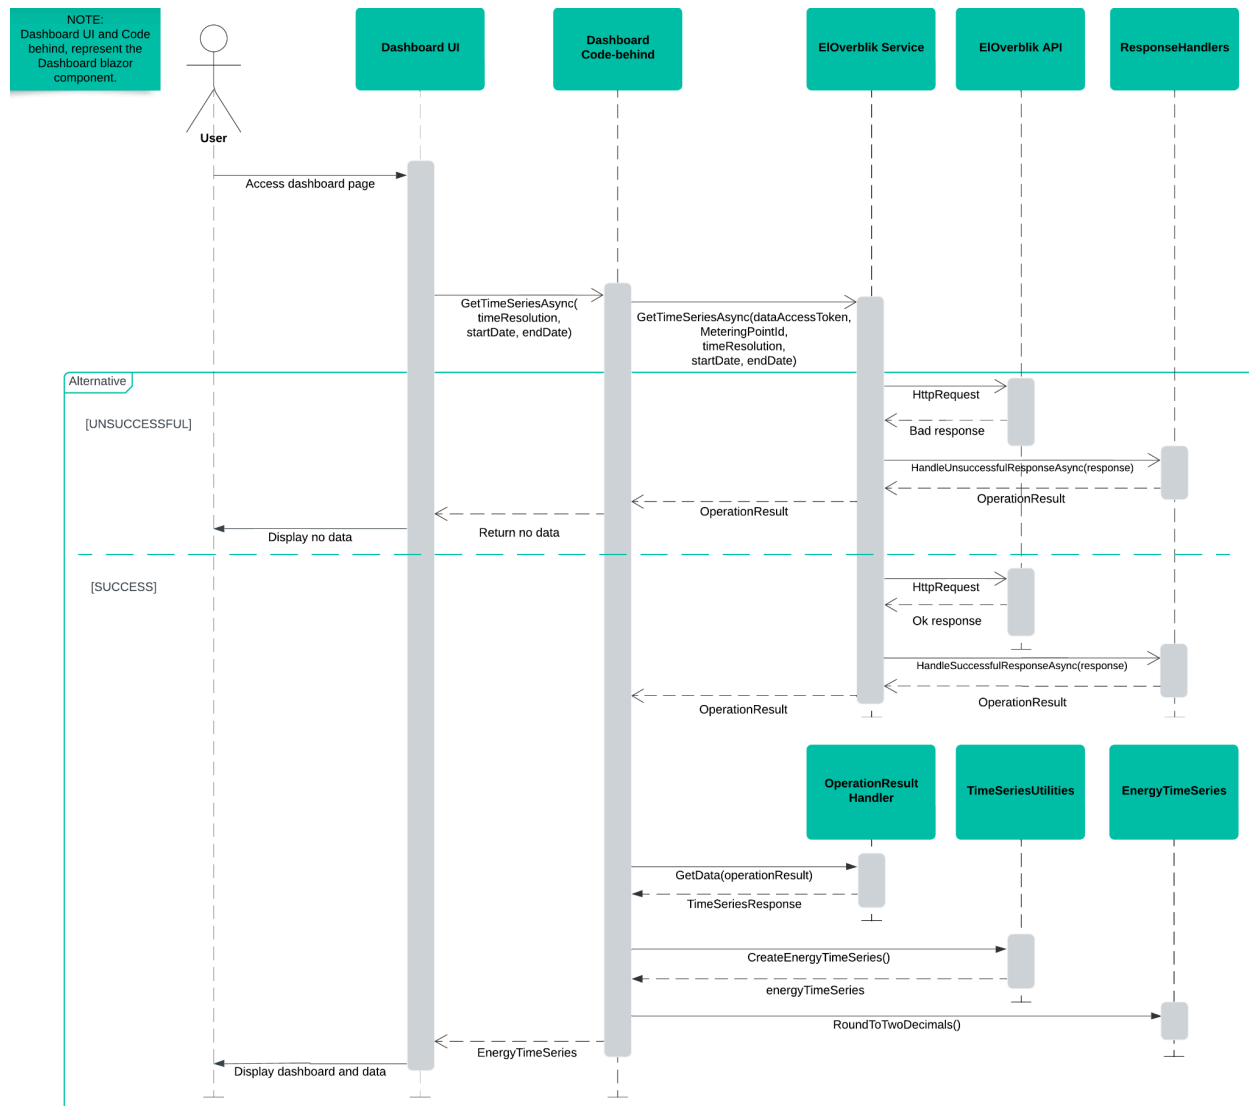 NOTE:
Dashboard UI and Code
behind, represent the
Dashboard blazor
component.
User
Dashboard UI
Dashboard
Code-behind
ElOverblik Service
ElOverblik API
ResponseHandlers
Access dashboard page
GetTimeSeriesAsync(
timeResolution,
startDate, endDate)
GetTimeSeriesAsync(dataAccessToken,
MeteringPointId,
timeResolution,
startDate, endDate)
Alternative
[UNSUCCESSFUL]
HttpRequest
Bad response
HandleUnsuccessfulResponseAsync(response)
OperationResult
OperationResult
Return no data
Display no data
[SUCCESS]
HttpRequest
Ok response
HandleSuccessfulResponseAsync(response)
OperationResult
OperationResult
OperationResult
Handler
TimeSeriesUtilities
EnergyTimeSeries
GetData(operationResult)
TimeSeriesResponse
CreateEnergyTimeSeries()
energyTimeSeries
RoundToTwoDecimals()
EnergyTimeSeries
Display dashboard and data